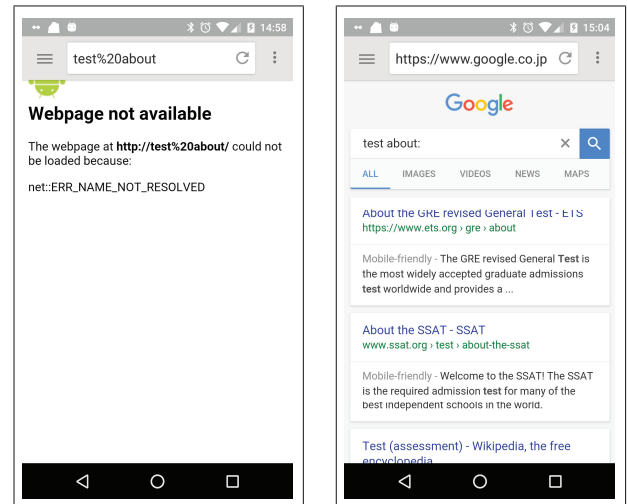 14:58
test%20about
Webpage not available
The webpage at http://test%20about/ could not
be loaded because:
net::ERR_NAME_NOT_RESOLVED
15:04
https://www.google.co.jp
Google
test about:
ALL IMAGES VIDEOS NEWS MAPS
About the GRE revised General Test - ETS
https://www.ets.org › gre › about
Mobile-friendly - The GRE revised General Test is
the most widely accepted graduate admissions
test worldwide and provides a ...
About the SSAT - SSAT
www.ssat.org › test › about-the-ssat
Mobile-friendly - Welcome to the SSAT! The SSAT
is the required admission test for many of the
best independent schools in the world.
Test (assessment) - Wikipedia, the free
encyclopedia